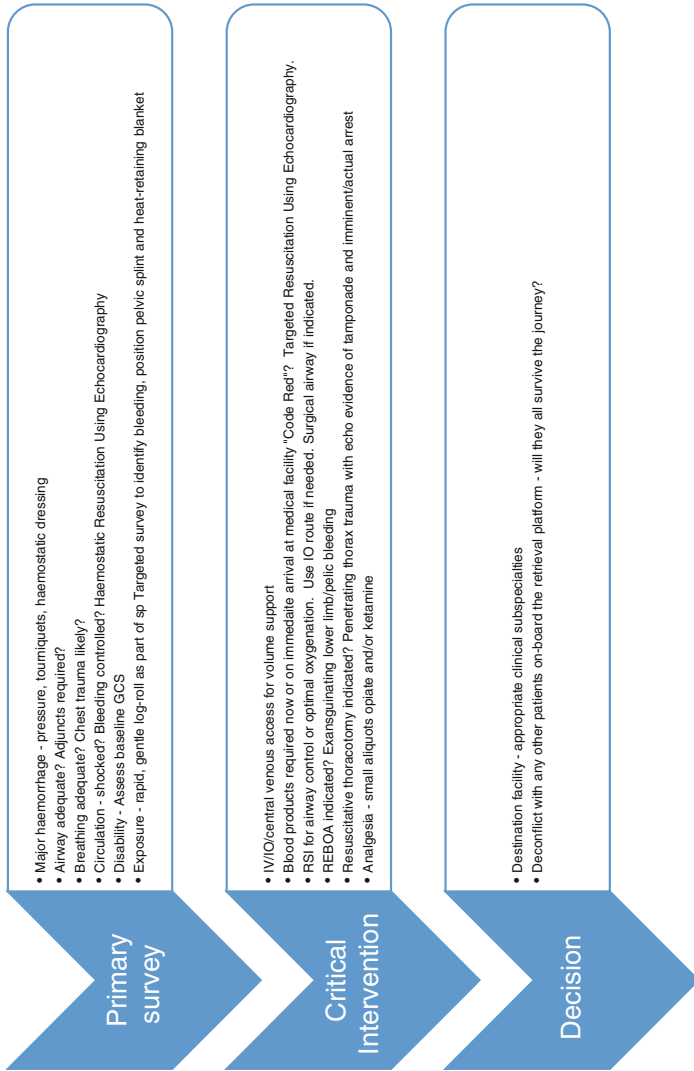 Primary
survey
• Major haemorrhage - pressure, tourniquets, haemostatic dressing
• Airway adequate? Adjuncts required?
• Breathing adequate? Chest trauma likely?
• Circulation - shocked? Bleeding controlled? Haemostatic Resuscitation Using Echocardiography
• Disability - Assess baseline GCS
• Exposure - rapid, gentle log-roll as part of sp Targeted survey to identify bleeding, position pelvic splint and heat-retaining blanket
Critical
Intervention
• IV/IO/central venous access for volume support
• Blood products required now or on immedaite arrival at medical facility "Code Red"? Targeted Resuscitation Using Echocardiography.
• RSI for airway control or optimal oxygenation. Use IO route if needed. Surgical airway if indicated.
• REBOA indicated? Exansguinating lower limb/pelic bleeding
• Resuscitative thoracotomy indicated? Penetrating thorax trauma with echo evidence of tamponade and imminent/actual arrest
• Analgesia - small aliquots opiate and/or ketamine
Decision
• Destination facility - appropriate clinical subspecialties
• Deconflict with any other patients on-board the retrieval platform - will they all survive the journey?